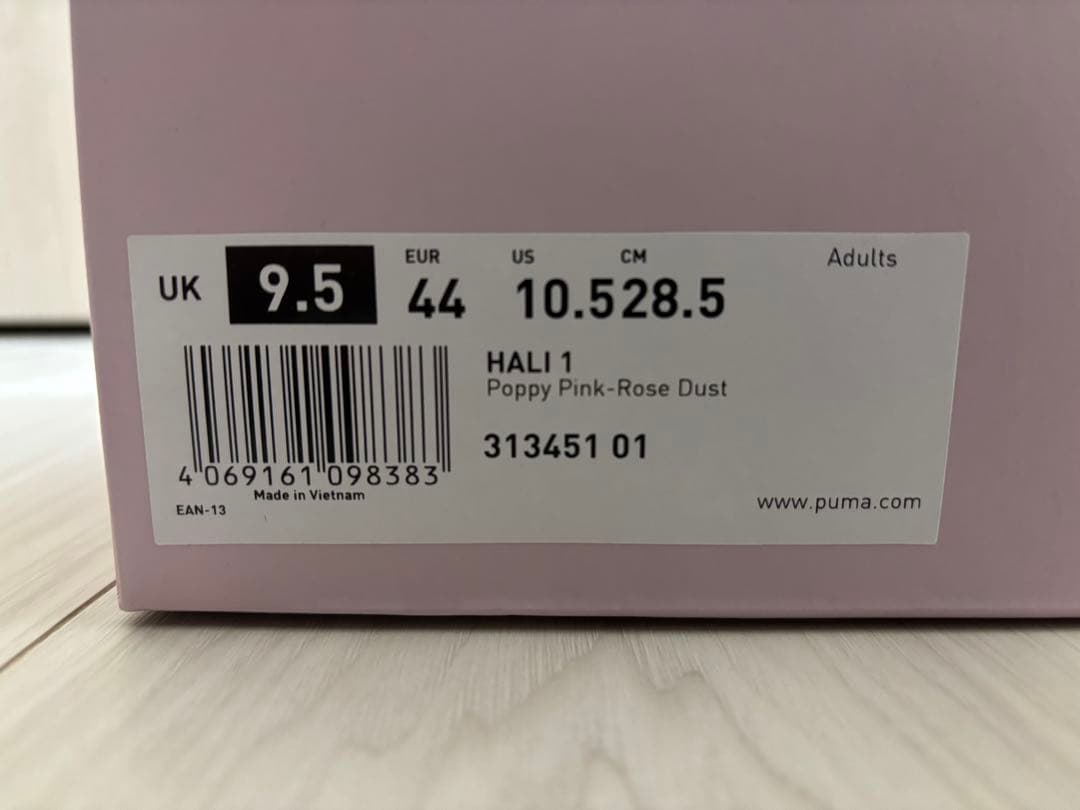 UK 9.5 EUR 44 US 10.5 CM 28.5 Adults
HALI 1
Poppy Pink-Rose Dust
313451 01
4 069161 098383
Made in Vietnam
EAN-13
www.puma.com